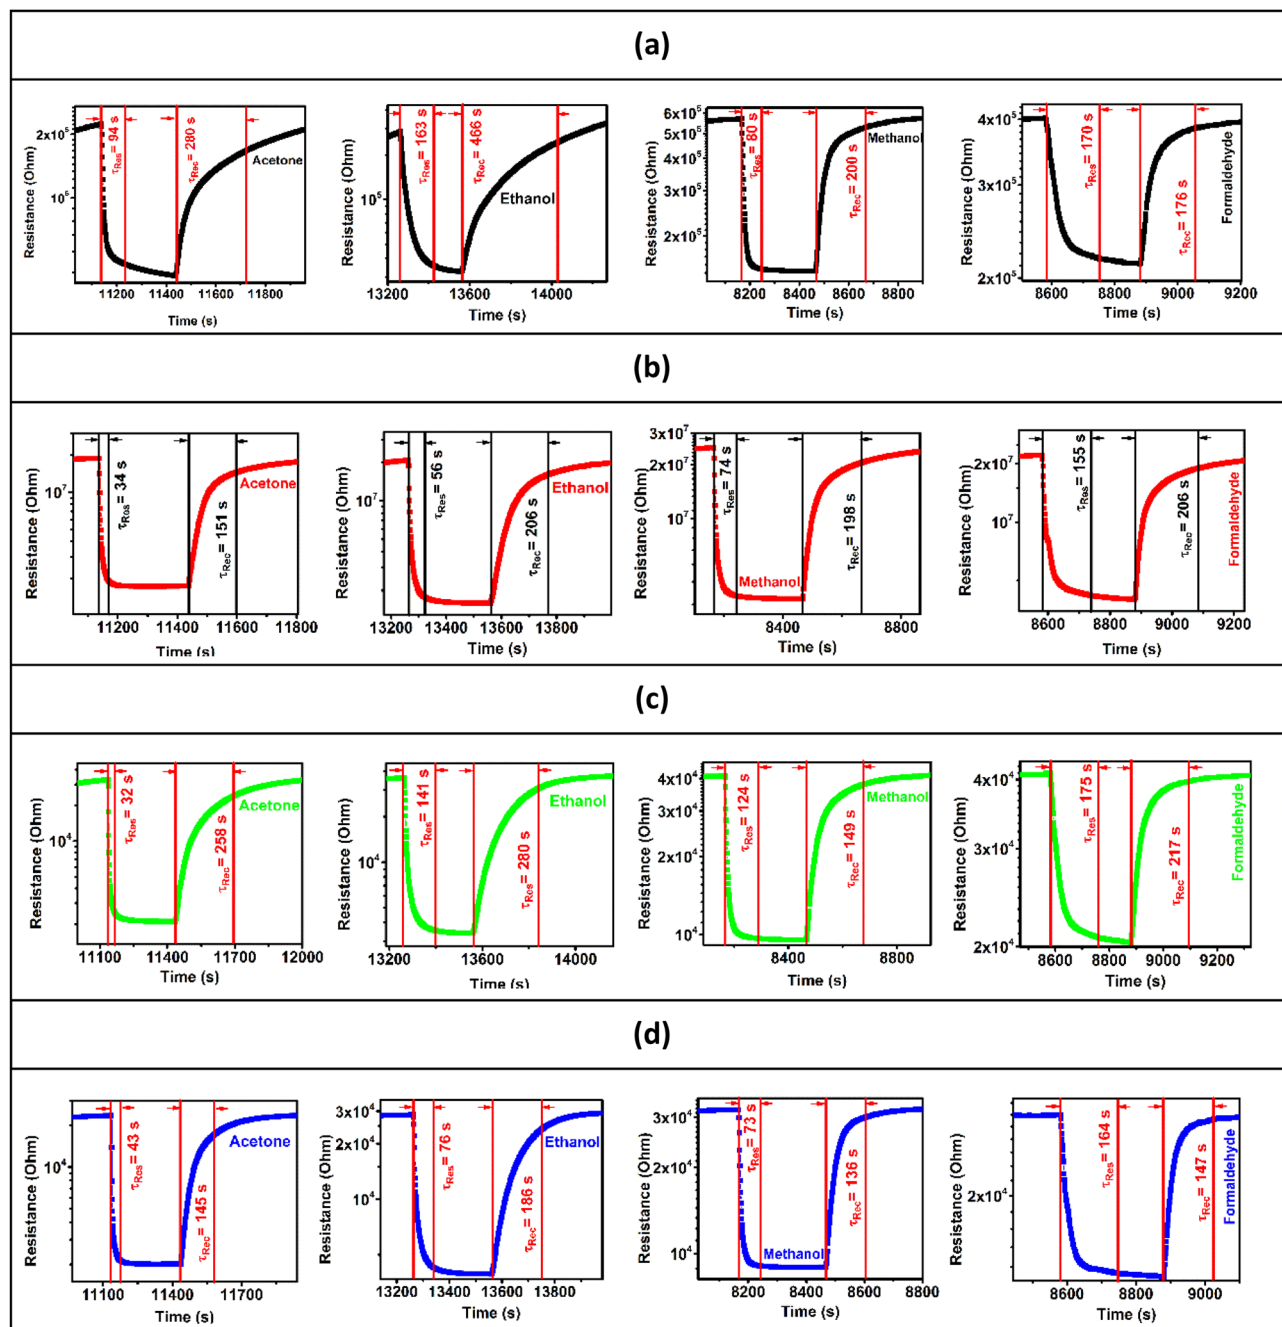 (a)
2x10⁵
10⁶
Resistance (Ohm)
τRes= 94 s
τRec= 280 s
Acetone
11200 11400 11600 11800
Time (s)
10⁵
Resistance (Ohm)
τRes= 163 s
τRec= 466 s
Ethanol
13200 13600 14000
Time (s)
6x10⁵
5x10⁵
4x10⁵
3x10⁵
2x10⁵
Resistance (Ohm)
τRes= 80 s
τRec= 200 s
Methanol
8200 8400 8600 8800
Time (s)
4x10⁵
3x10⁵
2x10⁵
Resistance (Ohm)
τRes= 170 s
τRec= 176 s
Formaldehyde
8600 8800 9000 9200
Time (s)
(b)
10⁷
Resistance (Ohm)
τRes= 34 s
τRec= 151 s
Acetone
11200 11400 11600 11800
Time (s)
10⁷
Resistance (Ohm)
τRes= 56 s
τRec= 206 s
Ethanol
13200 13400 13600 13800
Time (s)
3x10⁷
2x10⁷
10⁷
Resistance (Ohm)
τRes= 74 s
τRec= 198 s
Methanol
8400 8600 8800
Time (s)
2x10⁷
10⁷
Resistance (Ohm)
τRes= 155 s
τRec= 206 s
Formaldehyde
8600 8800 9000 9200
Time (s)
(c)
10⁴
Resistance (Ohm)
τRes= 32 s
τRec= 258 s
Acetone
11100 11400 11700 12000
Time (s)
10⁴
Resistance (Ohm)
τRes= 141 s
τRec= 280 s
Ethanol
13200 13600 14000
Time (s)
4x10⁴
3x10⁴
2x10⁴
10⁴
Resistance (Ohm)
τRes= 124 s
τRec= 149 s
Methanol
8400 8800
Time (s)
4x10⁴
3x10⁴
2x10⁴
Resistance (Ohm)
τRes= 175 s
τRec= 217 s
Formaldehyde
8600 8800 9000 9200
Time (s)
(d)
10⁴
Resistance (Ohm)
τRes= 43 s
τRec= 145 s
Acetone
11100 11400 11700
Time (s)
3x10⁴
2x10⁴
10⁴
Resistance (Ohm)
τRes= 76 s
τRec= 186 s
Ethanol
13200 13400 13600 13800
Time (s)
3x10⁴
2x10⁴
10⁴
Resistance (Ohm)
τRes= 73 s
τRec= 136 s
Methanol
8200 8400 8600 8800
Time (s)
2x10⁴
Resistance (Ohm)
τRes= 164 s
τRec= 147 s
Formaldehyde
8600 8800 9000
Time (s)